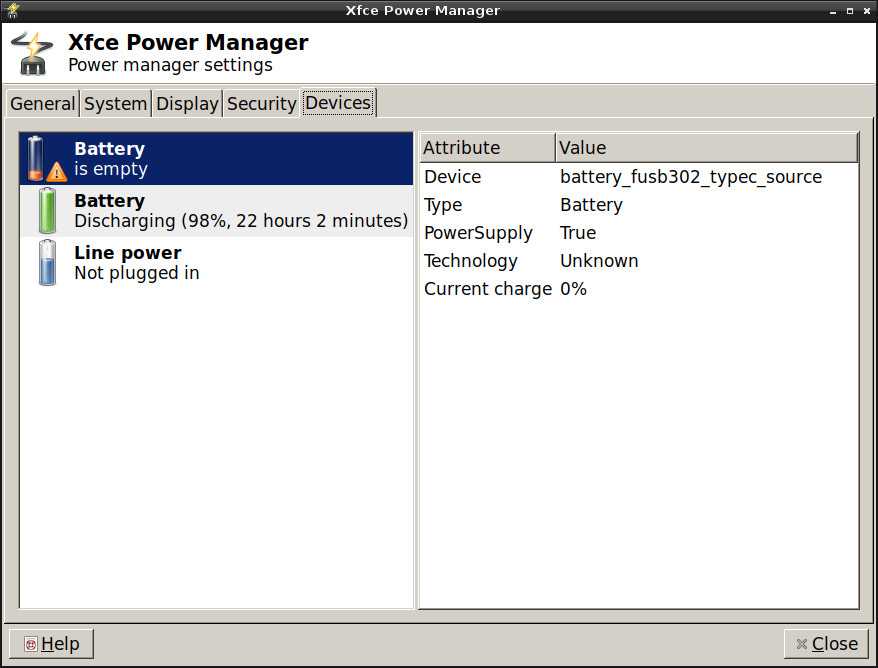 Xfce Power Manager
Xfce Power Manager
Power manager settings
General System Display Security Devices
Battery
is empty
Battery
Discharging (98%, 22 hours 2 minutes)
Line power
Not plugged in
Attribute Value
Device battery_fusb302_typec_source
Type Battery
PowerSupply True
Technology Unknown
Current charge 0%
Help Close